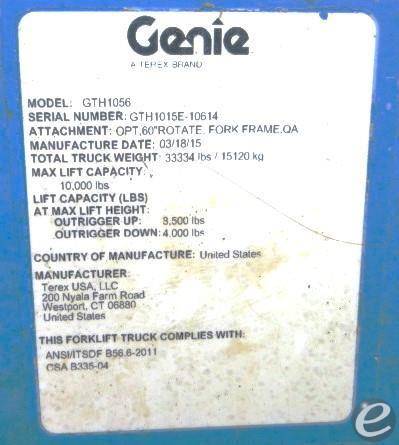 Genie
A TEREX BRAND
MODEL: GTH1056
SERIAL NUMBER: GTH1015E-10614
ATTACHMENT: OPT,60"ROTATE, FORK FRAME,QA
MANUFACTURE DATE: 03/18/15
TOTAL TRUCK WEIGHT: 33334 lbs / 15120 kg
MAX LIFT CAPACITY:
10,000 lbs
LIFT CAPACITY (LBS)
AT MAX LIFT HEIGHT:
OUTRIGGER UP: 8,500 lbs
OUTRIGGER DOWN: 4,000 lbs
COUNTRY OF MANUFACTURE: United States
MANUFACTURER:
Terex USA, LLC
200 Nyala Farm Road
Westport, CT 06880
United States
THIS FORKLIFT TRUCK COMPLIES WITH:
ANSI/ITSDF B56.6-2011
CSA B335-04
e